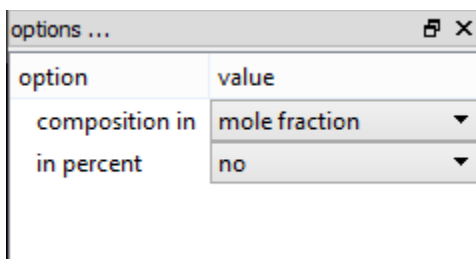 options ...
option value
composition in mole fraction
in percent no